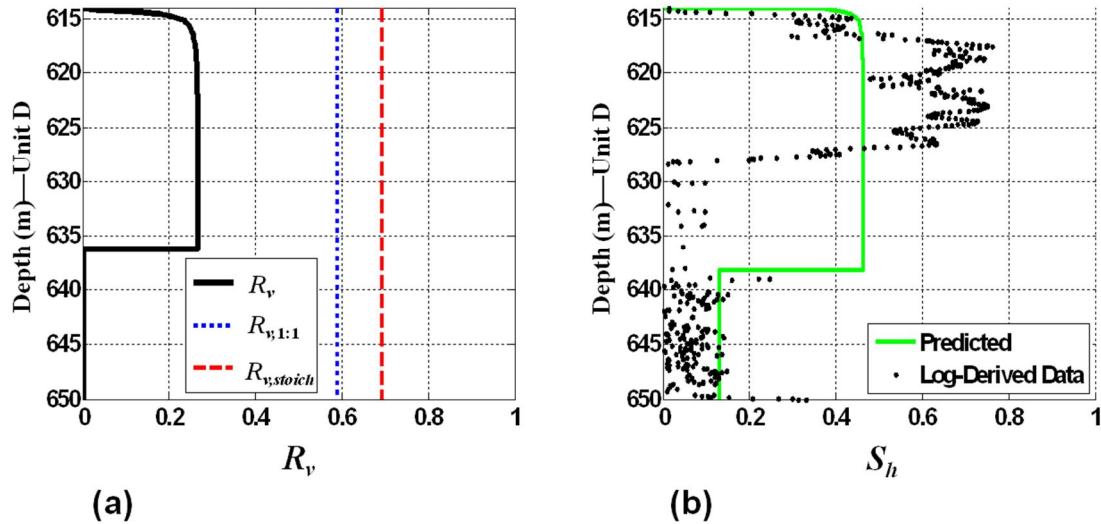 Depth (m)—Unit D
615
620
625
630
635
640
645
650
0 0.2 0.4 0.6 0.8 1
R_v
R_v
R_v,1:1
R_v,stoich
(a)
Depth (m)—Unit D
615
620
625
630
635
640
645
650
0 0.2 0.4 0.6 0.8 1
S_h
Predicted
Log-Derived Data
(b)